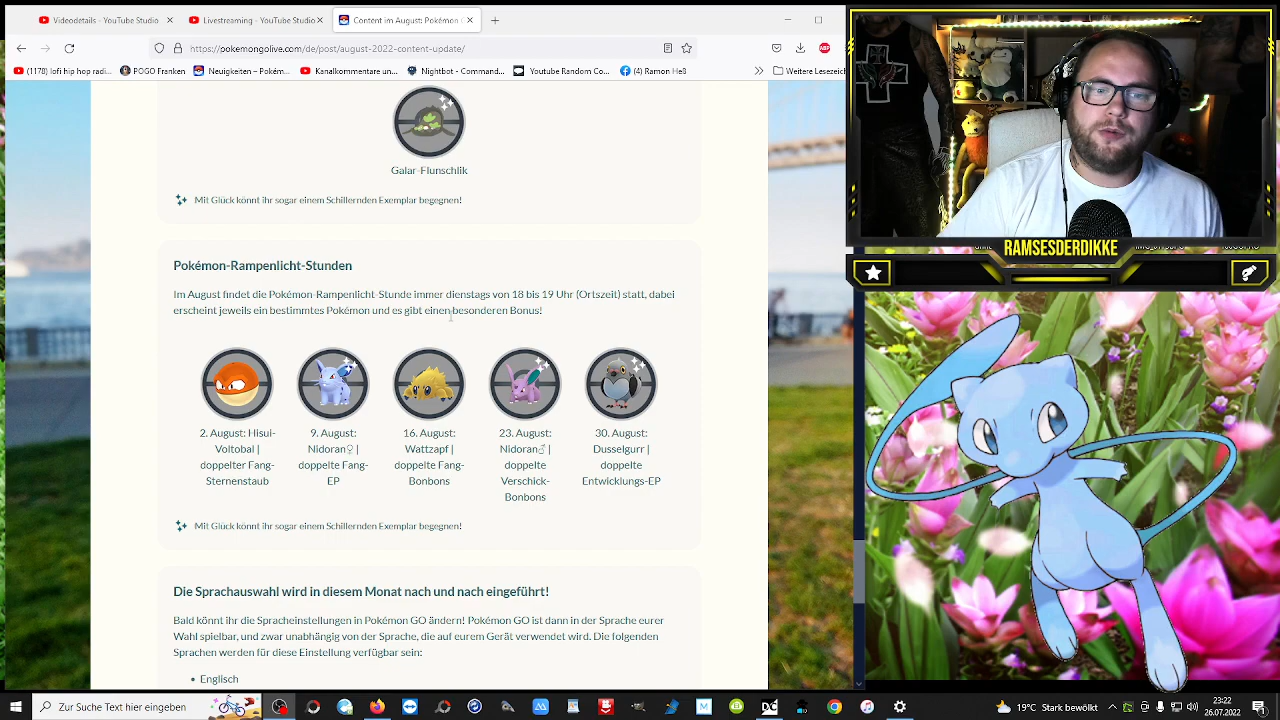 Videodetails - YouTube Studio
Livestreaming - YouTube Studio
Content im August: Pokémon G
https://pokemongolive.com/de/post/august-2022-content-update/
(1178) lofi hip hop radi...
POGO Franken
Neuigkeiten – Pokém...
Kanalkommentare un...
Nightbot - Comman...
Youtube Random Co...
(4) Ramon Heß
Weitere Lesezeich
ABP
Galar-Flunschlik
Mit Glück könnt ihr sogar einem Schillernden Exemplar begegnen!
Pokémon-Rampenlicht-Stunden
Im August findet die Pokémon-Rampenlicht-Stunde immer dienstags von 18 bis 19 Uhr (Ortszeit) statt, dabei
erscheint jeweils ein bestimmtes Pokémon und es gibt einen besonderen Bonus!
2. August: Hisui-
Voltobal |
doppelter Fang-
Sternenstaub
9. August:
Nidoran♀ |
doppelte Fang-
EP
16. August:
Wattzapf |
doppelte Fang-
Bonbons
23. August:
Nidoran♂ |
doppelte
Verschick-
Bonbons
30. August:
Dusselgurr |
doppelte
Entwicklungs-EP
Mit Glück könnt ihr sogar einem Schillernden Exemplar begegnen!
Die Sprachauswahl wird in diesem Monat nach und nach eingeführt!
Bald könnt ihr die Spracheinstellungen in Pokémon GO ändern! Pokémon GO ist dann in der Sprache eurer
Wahl spielbar, und zwar unabhängig von der Sprache, die auf eurem Gerät verwendet wird. Die folgenden
Sprachen werden für diese Einstellung verfügbar sein:
• Englisch
RAMSESDERDIKKE
Zur Suche Text hier eingeben
19°C Stark bewölkt
23:22
26.07.2022